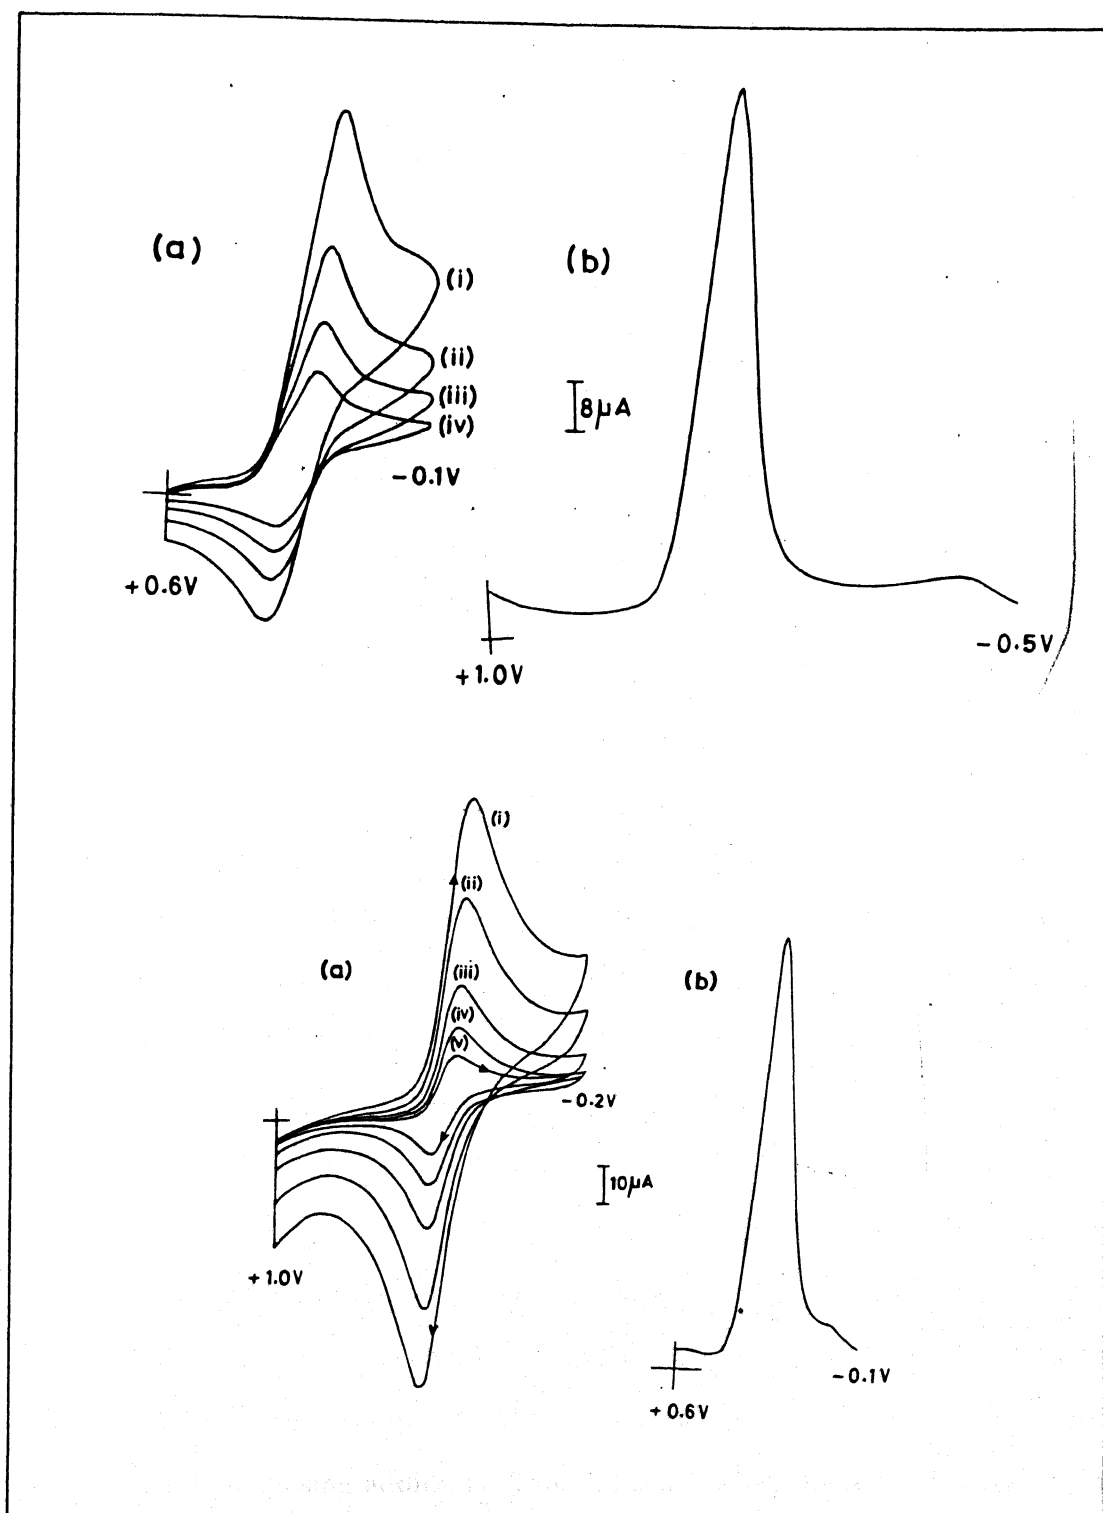 (a)
(b)
(i)
(ii)
(iii)
(iv)
8µA
-0.1V
+0.6V
-0.5V
+1.0V
(i)
(ii)
(a)
(iii)
(b)
(iv)
(v)
-0.2V
10µA
+1.0V
-0.1V
+0.6V